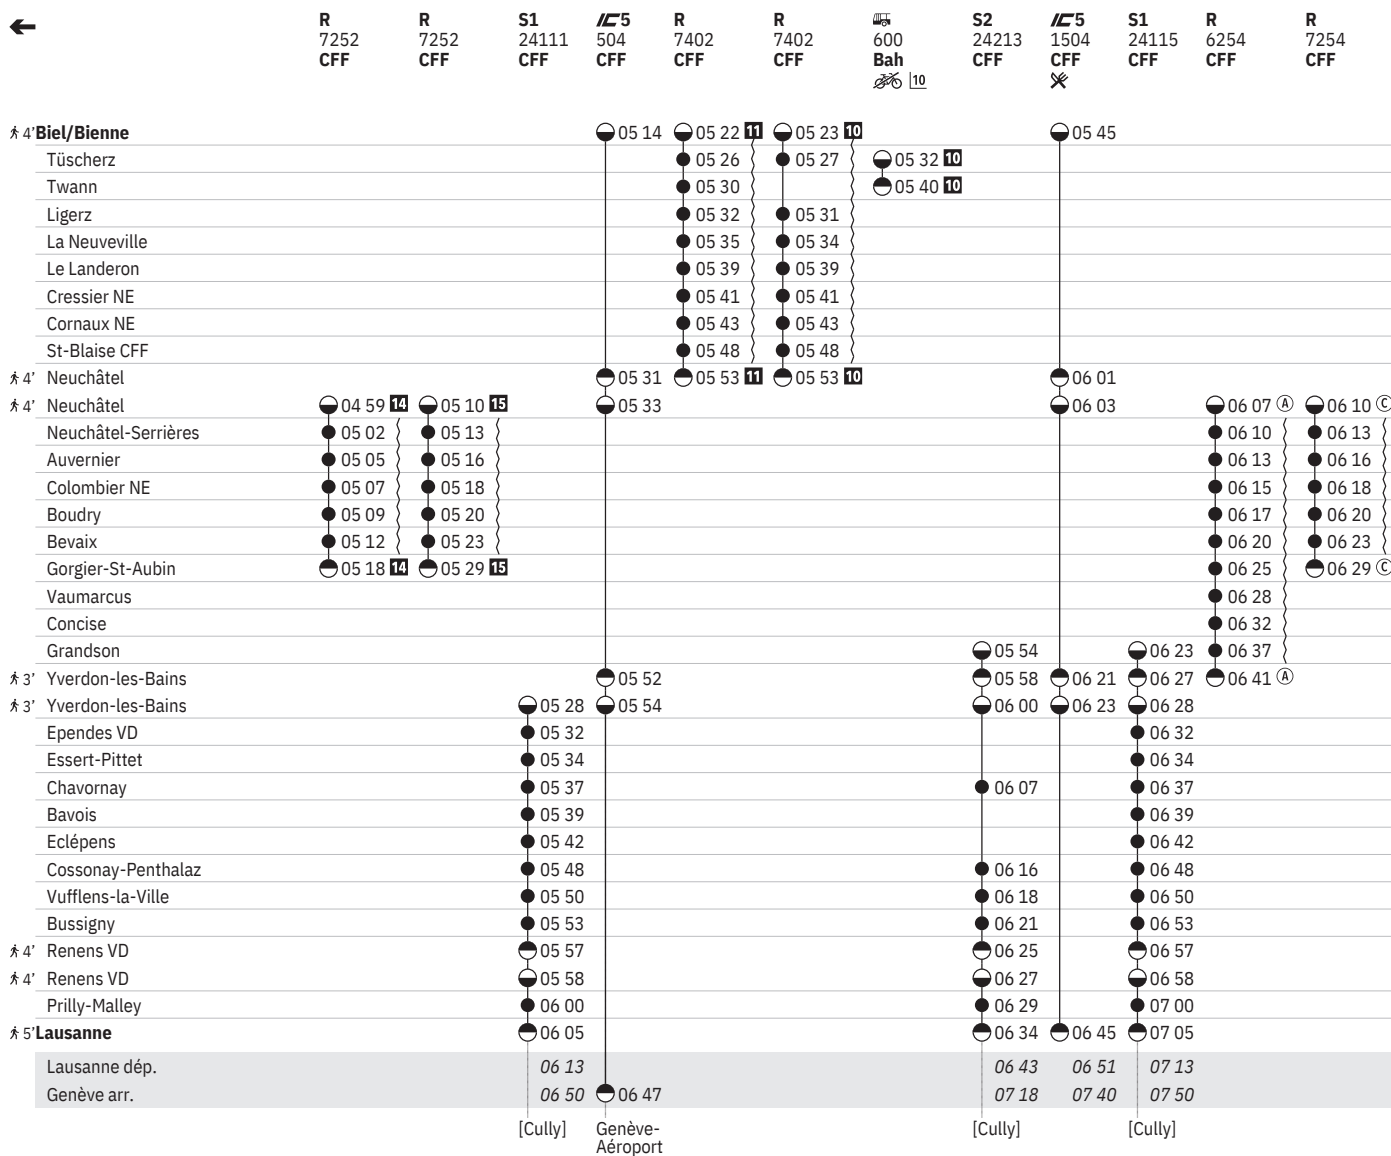 R R S1 IC5 R R S2 IC5 S1 R R
7252 7252 24111 504 7402 7402 600 24213 1504 24115 6254 7254
CFF CFF CFF CFF CFF CFF Bah CFF CFF CFF CFF CFF
10
4' Biel/Bienne 05 14 05 22 11 05 23 10 05 45
Tüscherz 05 26 05 27 05 32 10
Twann 05 30 05 40 10
Ligerz 05 32 05 31
La Neuveville 05 35 05 34
Le Landeron 05 39 05 39
Cressier NE 05 41 05 41
Cornaux NE 05 43 05 43
St-Blaise CFF 05 48 05 48
4' Neuchâtel 05 31 05 53 11 05 53 10 06 01
4' Neuchâtel 04 59 14 05 10 15 05 33 06 03 06 07 Ⓐ 06 10 Ⓒ
Neuchâtel-Serrières 05 02 05 13 06 10 06 13
Auvernier 05 05 05 16 06 13 06 16
Colombier NE 05 07 05 18 06 15 06 18
Boudry 05 09 05 20 06 17 06 20
Bevaix 05 12 05 23 06 20 06 23
Gorgier-St-Aubin 05 18 14 05 29 15 06 25 06 29 Ⓒ
Vaumarcus 06 28
Concise 06 32
Grandson 05 54 06 23 06 37
3' Yverdon-les-Bains 05 52 05 58 06 21 06 27 06 41 Ⓐ
3' Yverdon-les-Bains 05 28 05 54 06 00 06 23 06 28
Ependes VD 05 32 06 32
Essert-Pittet 05 34 06 34
Chavornay 05 37 06 07 06 37
Bavois 05 39 06 39
Eclépens 05 42 06 42
Cossonay-Penthalaz 05 48 06 16 06 48
Vufflens-la-Ville 05 50 06 18 06 50
Bussigny 05 53 06 21 06 53
4' Renens VD 05 57 06 25 06 57
4' Renens VD 05 58 06 27 06 58
Prilly-Malley 06 00 06 29 07 00
5' Lausanne 06 05 06 34 06 45 07 05
Lausanne dép. 06 13 06 43 06 51 07 13
Genève arr. 06 50 06 47 07 18 07 40 07 50
[Cully] Genève- [Cully] [Cully]
Aéroport